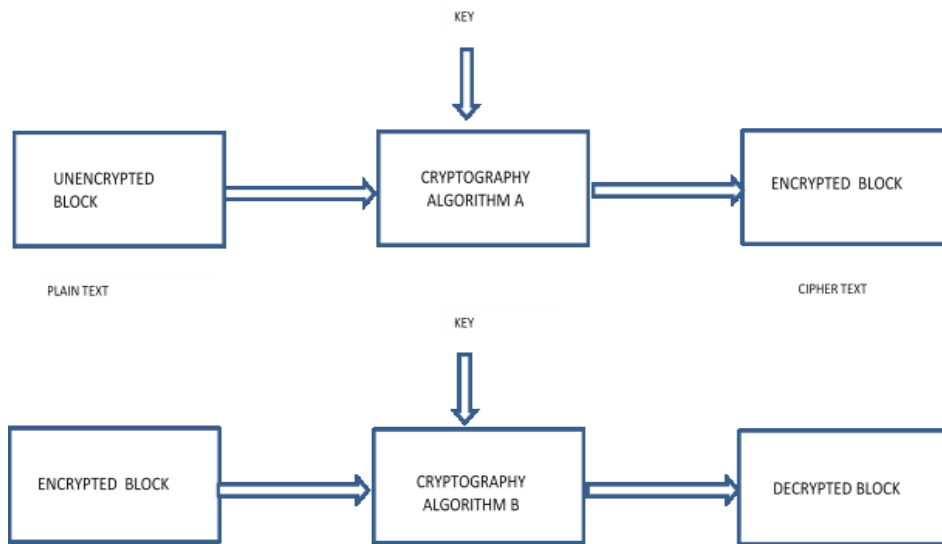 KEY
UNENCRYPTED
BLOCK
CRYPTOGRAPHY
ALGORITHM A
ENCRYPTED BLOCK
PLAIN TEXT
CIPHER TEXT
KEY
ENCRYPTED BLOCK
CRYPTOGRAPHY
ALGORITHM B
DECRYPTED BLOCK